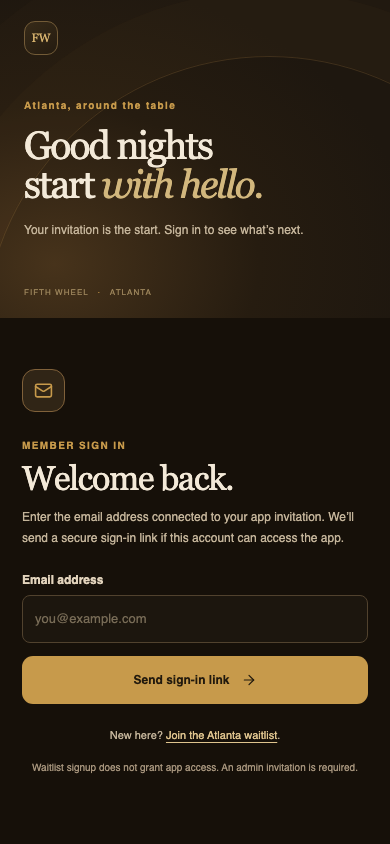 FW
Atlanta, around the table
Good nights
start with hello.
Your invitation is the start. Sign in to see what’s next.
FIFTH WHEEL · ATLANTA
MEMBER SIGN IN
Welcome back.
Enter the email address connected to your app invitation. We’ll
send a secure sign-in link if this account can access the app.
Email address
you@example.com
Send sign-in link →
New here? Join the Atlanta waitlist.
Waitlist signup does not grant app access. An admin invitation is required.